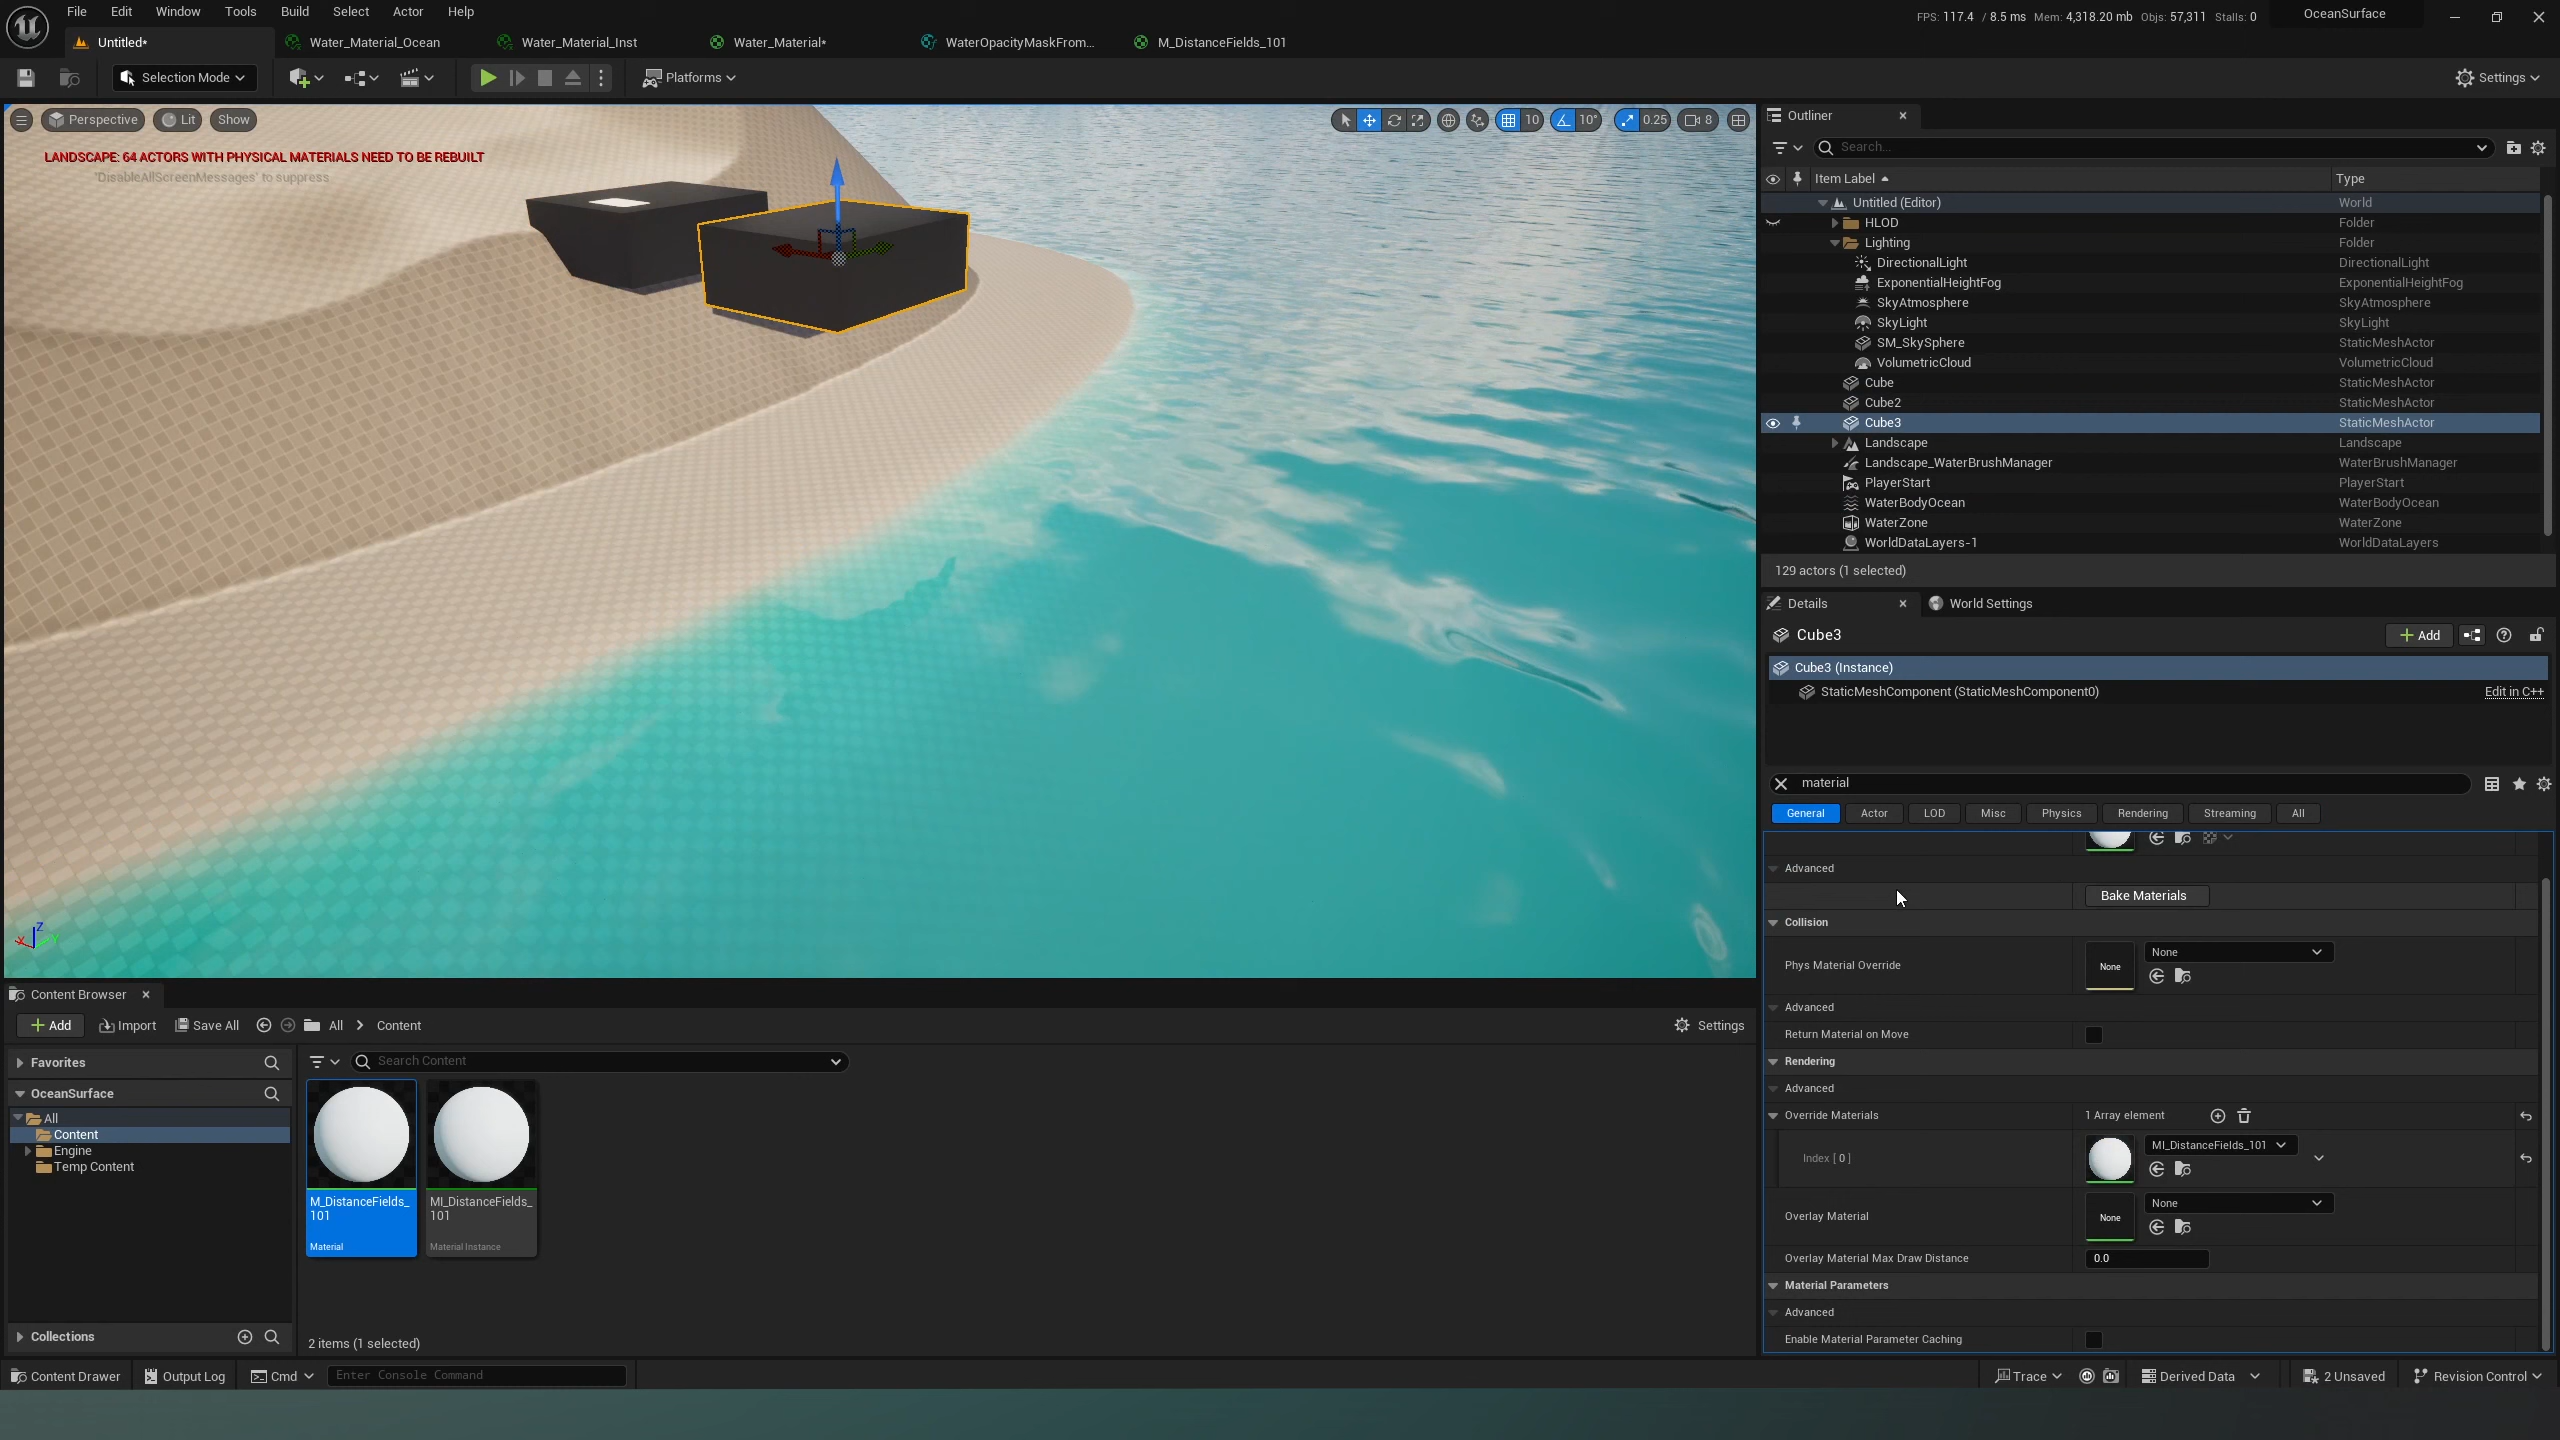 File Edit Window Tools Build Select Actor Help
FPS: 117.4 / 8.5 ms Mem: 4,318.20 mb Objs: 57,311 Stalls: 0 OceanSurface
Untitled* Water_Material_Ocean Water_Material_Inst Water_Material* WaterOpacityMaskFrom... M_DistanceFields_101
Selection Mode Platforms Settings
Perspective Lit Show 10 10° 0.25 8
LANDSCAPE: 64 ACTORS WITH PHYSICAL MATERIALS NEED TO BE REBUILT
'DisableAllScreenMessages' to suppress
Z
X Y
Outliner
Search...
Item Label Type
Untitled (Editor) World
HLOD Folder
Lighting Folder
DirectionalLight DirectionalLight
ExponentialHeightFog ExponentialHeightFog
SkyAtmosphere SkyAtmosphere
SkyLight SkyLight
SM_SkySphere StaticMeshActor
VolumetricCloud VolumetricCloud
Cube StaticMeshActor
Cube2 StaticMeshActor
Cube3 StaticMeshActor
Landscape Landscape
Landscape_WaterBrushManager WaterBrushManager
PlayerStart PlayerStart
WaterBodyOcean WaterBodyOcean
WaterZone WaterZone
WorldDataLayers-1 WorldDataLayers
129 actors (1 selected)
Details World Settings
Cube3 Add
Cube3 (Instance)
StaticMeshComponent (StaticMeshComponent0) Edit in C++
material
General Actor LOD Misc Physics Rendering Streaming All
Advanced
Bake Materials
Collision
Phys Material Override None None
Advanced
Return Material on Move
Rendering
Advanced
Override Materials 1 Array element
Index [ 0 ] MI_DistanceFields_101
Overlay Material None None
Overlay Material Max Draw Distance 0.0
Material Parameters
Advanced
Enable Material Parameter Caching
Content Browser
Add Import Save All All Content Settings
Favorites
Search Content
OceanSurface
All
Content
Engine
Temp Content
Collections
M_DistanceFields_
101
Material
MI_DistanceFields_
101
Material Instance
2 items (1 selected)
Content Drawer Output Log Cmd Enter Console Command Trace Derived Data 2 Unsaved Revision Control